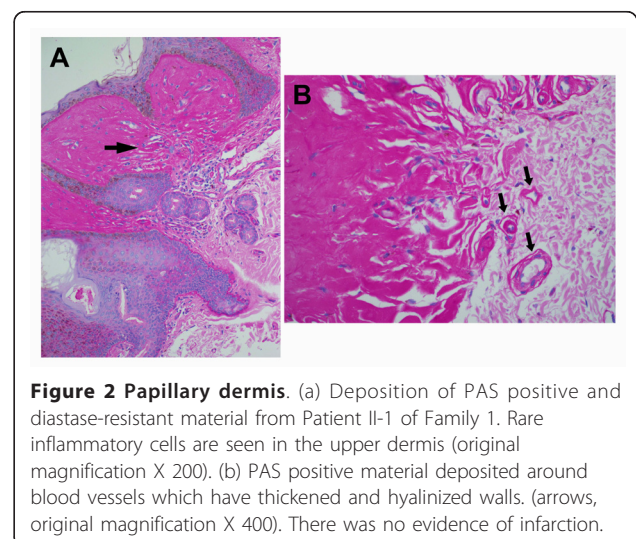 A
B
Figure 2 Papillary dermis. (a) Deposition of PAS positive and
diastase-resistant material from Patient II-1 of Family 1. Rare
inflammatory cells are seen in the upper dermis (original
magnification X 200). (b) PAS positive material deposited around
blood vessels which have thickened and hyalinized walls. (arrows,
original magnification X 400). There was no evidence of infarction.